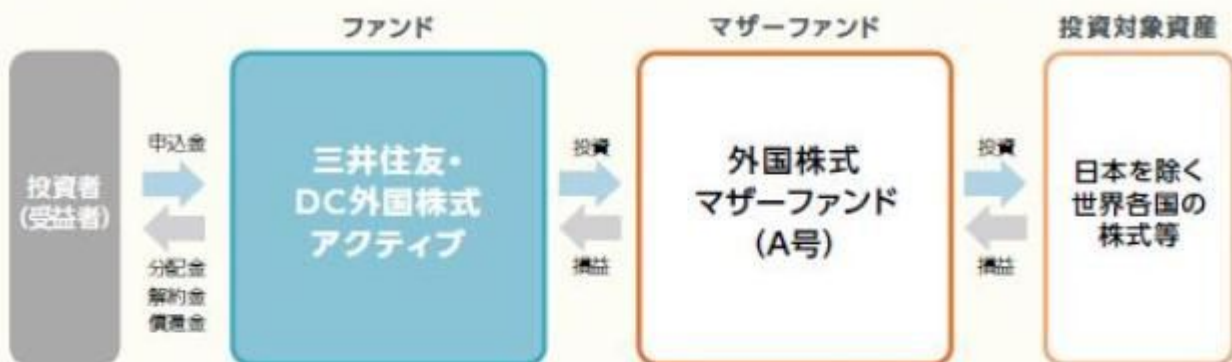 ファンド
マザーファンド
投資対象資産
投資者
(受益者)
申込金
分配金
解約金
償還金
三井住友・
DC外国株式
アクティブ
投資
損益
外国株式
マザーファンド
(A号)
投資
損益
日本を除く
世界各国の
株式等